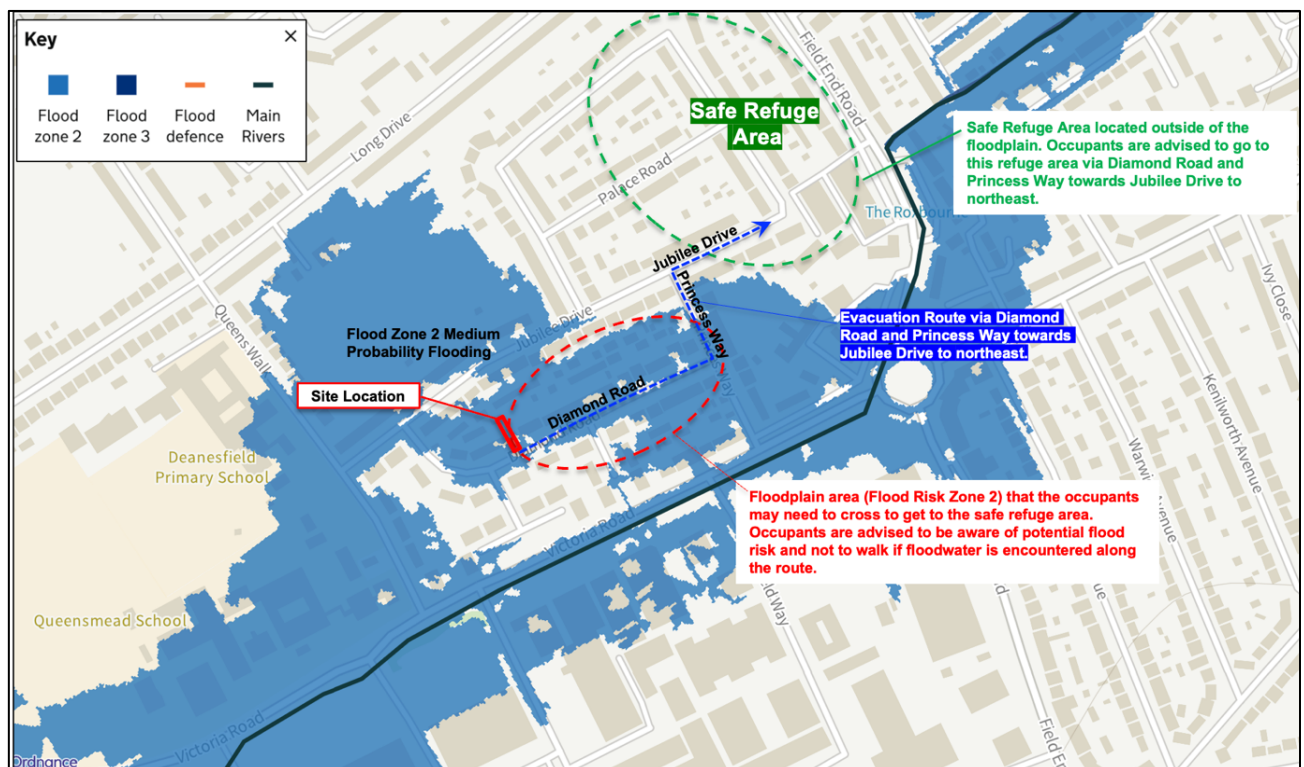 Key
Flood
zone 2
Flood
zone 3
Flood
defence
Main
Rivers
Long Drive
Field End Road
Safe Refuge
Area
Safe Refuge Area located outside of the
floodplain. Occupants are advised to go to
this refuge area via Diamond Road and
Princess Way towards Jubilee Drive to
northeast.
Palace Road
The Roxbourne
Jubilee Drive
Princess Way
Ivy Close
Queens Walk
Flood Zone 2 Medium
Probability Flooding
Jubilee Drive
Evacuation Route via Diamond
Road and Princess Way towards
Jubilee Drive to northeast.
Site Location
Diamond Road
Kenilworth Avenue
Deanesfield
Primary School
Victoria Road
Floodplain area (Flood Risk Zone 2) that the occupants
may need to cross to get to the safe refuge area.
Occupants are advised to be aware of potential flood
risk and not to walk if floodwater is encountered along
the route.
Queensmead School
Victoria Road
Field En
Ordnance